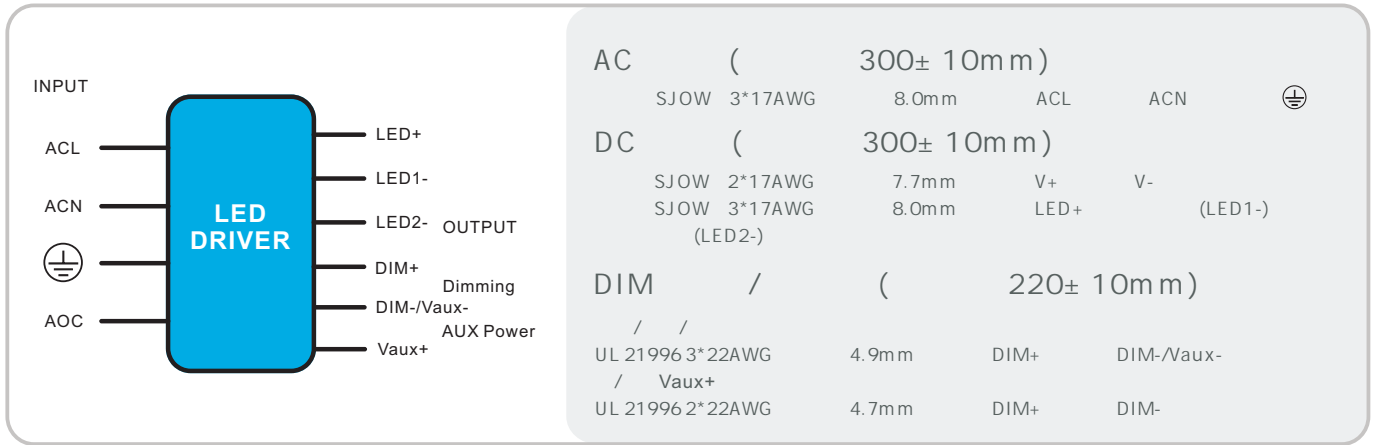 INPUT
ACL
ACN
AOC
LED
DRIVER
LED+
LED1-
LED2-
OUTPUT
DIM+
Dimming
DIM-/Vaux-
AUX Power
Vaux+
AC ( 300± 10mm)
SJOW 3*17AWG 8.0mm ACL ACN
DC ( 300± 10mm)
SJOW 2*17AWG 7.7mm V+ V-
SJOW 3*17AWG 8.0mm LED+ (LED1-)
(LED2-)
DIM / ( 220± 10mm)
/ /
UL 21996 3*22AWG 4.9mm DIM+ DIM-/Vaux-
/ Vaux+
UL 21996 2*22AWG 4.7mm DIM+ DIM-